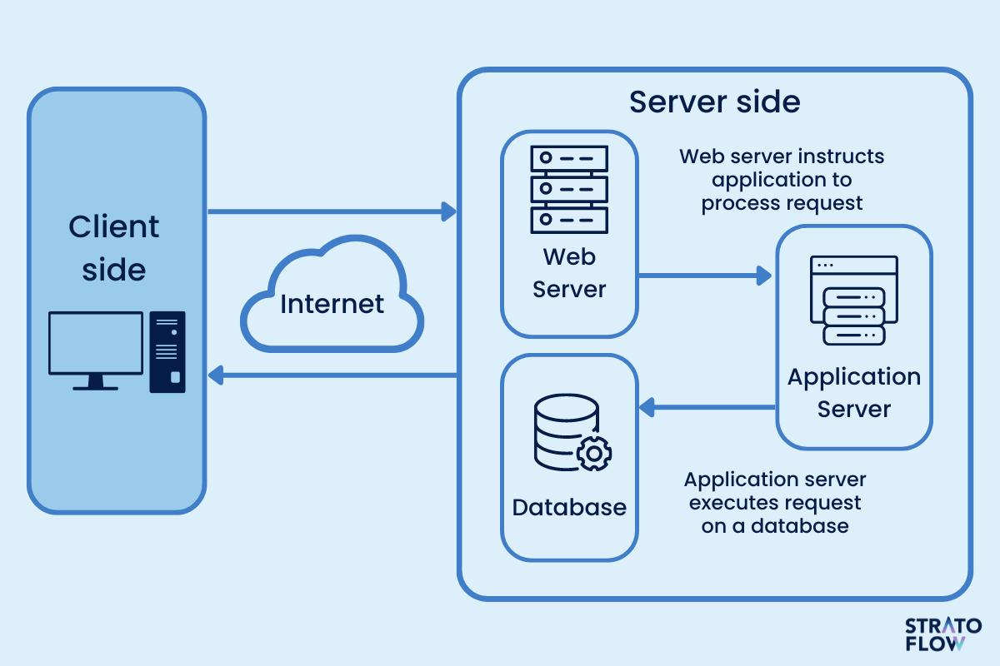 Server side
Web server instructs
application to
process request
Client
side
Internet
Web
Server
Application
Server
Database
Application server
executes request
on a database
STRATO
FLOW